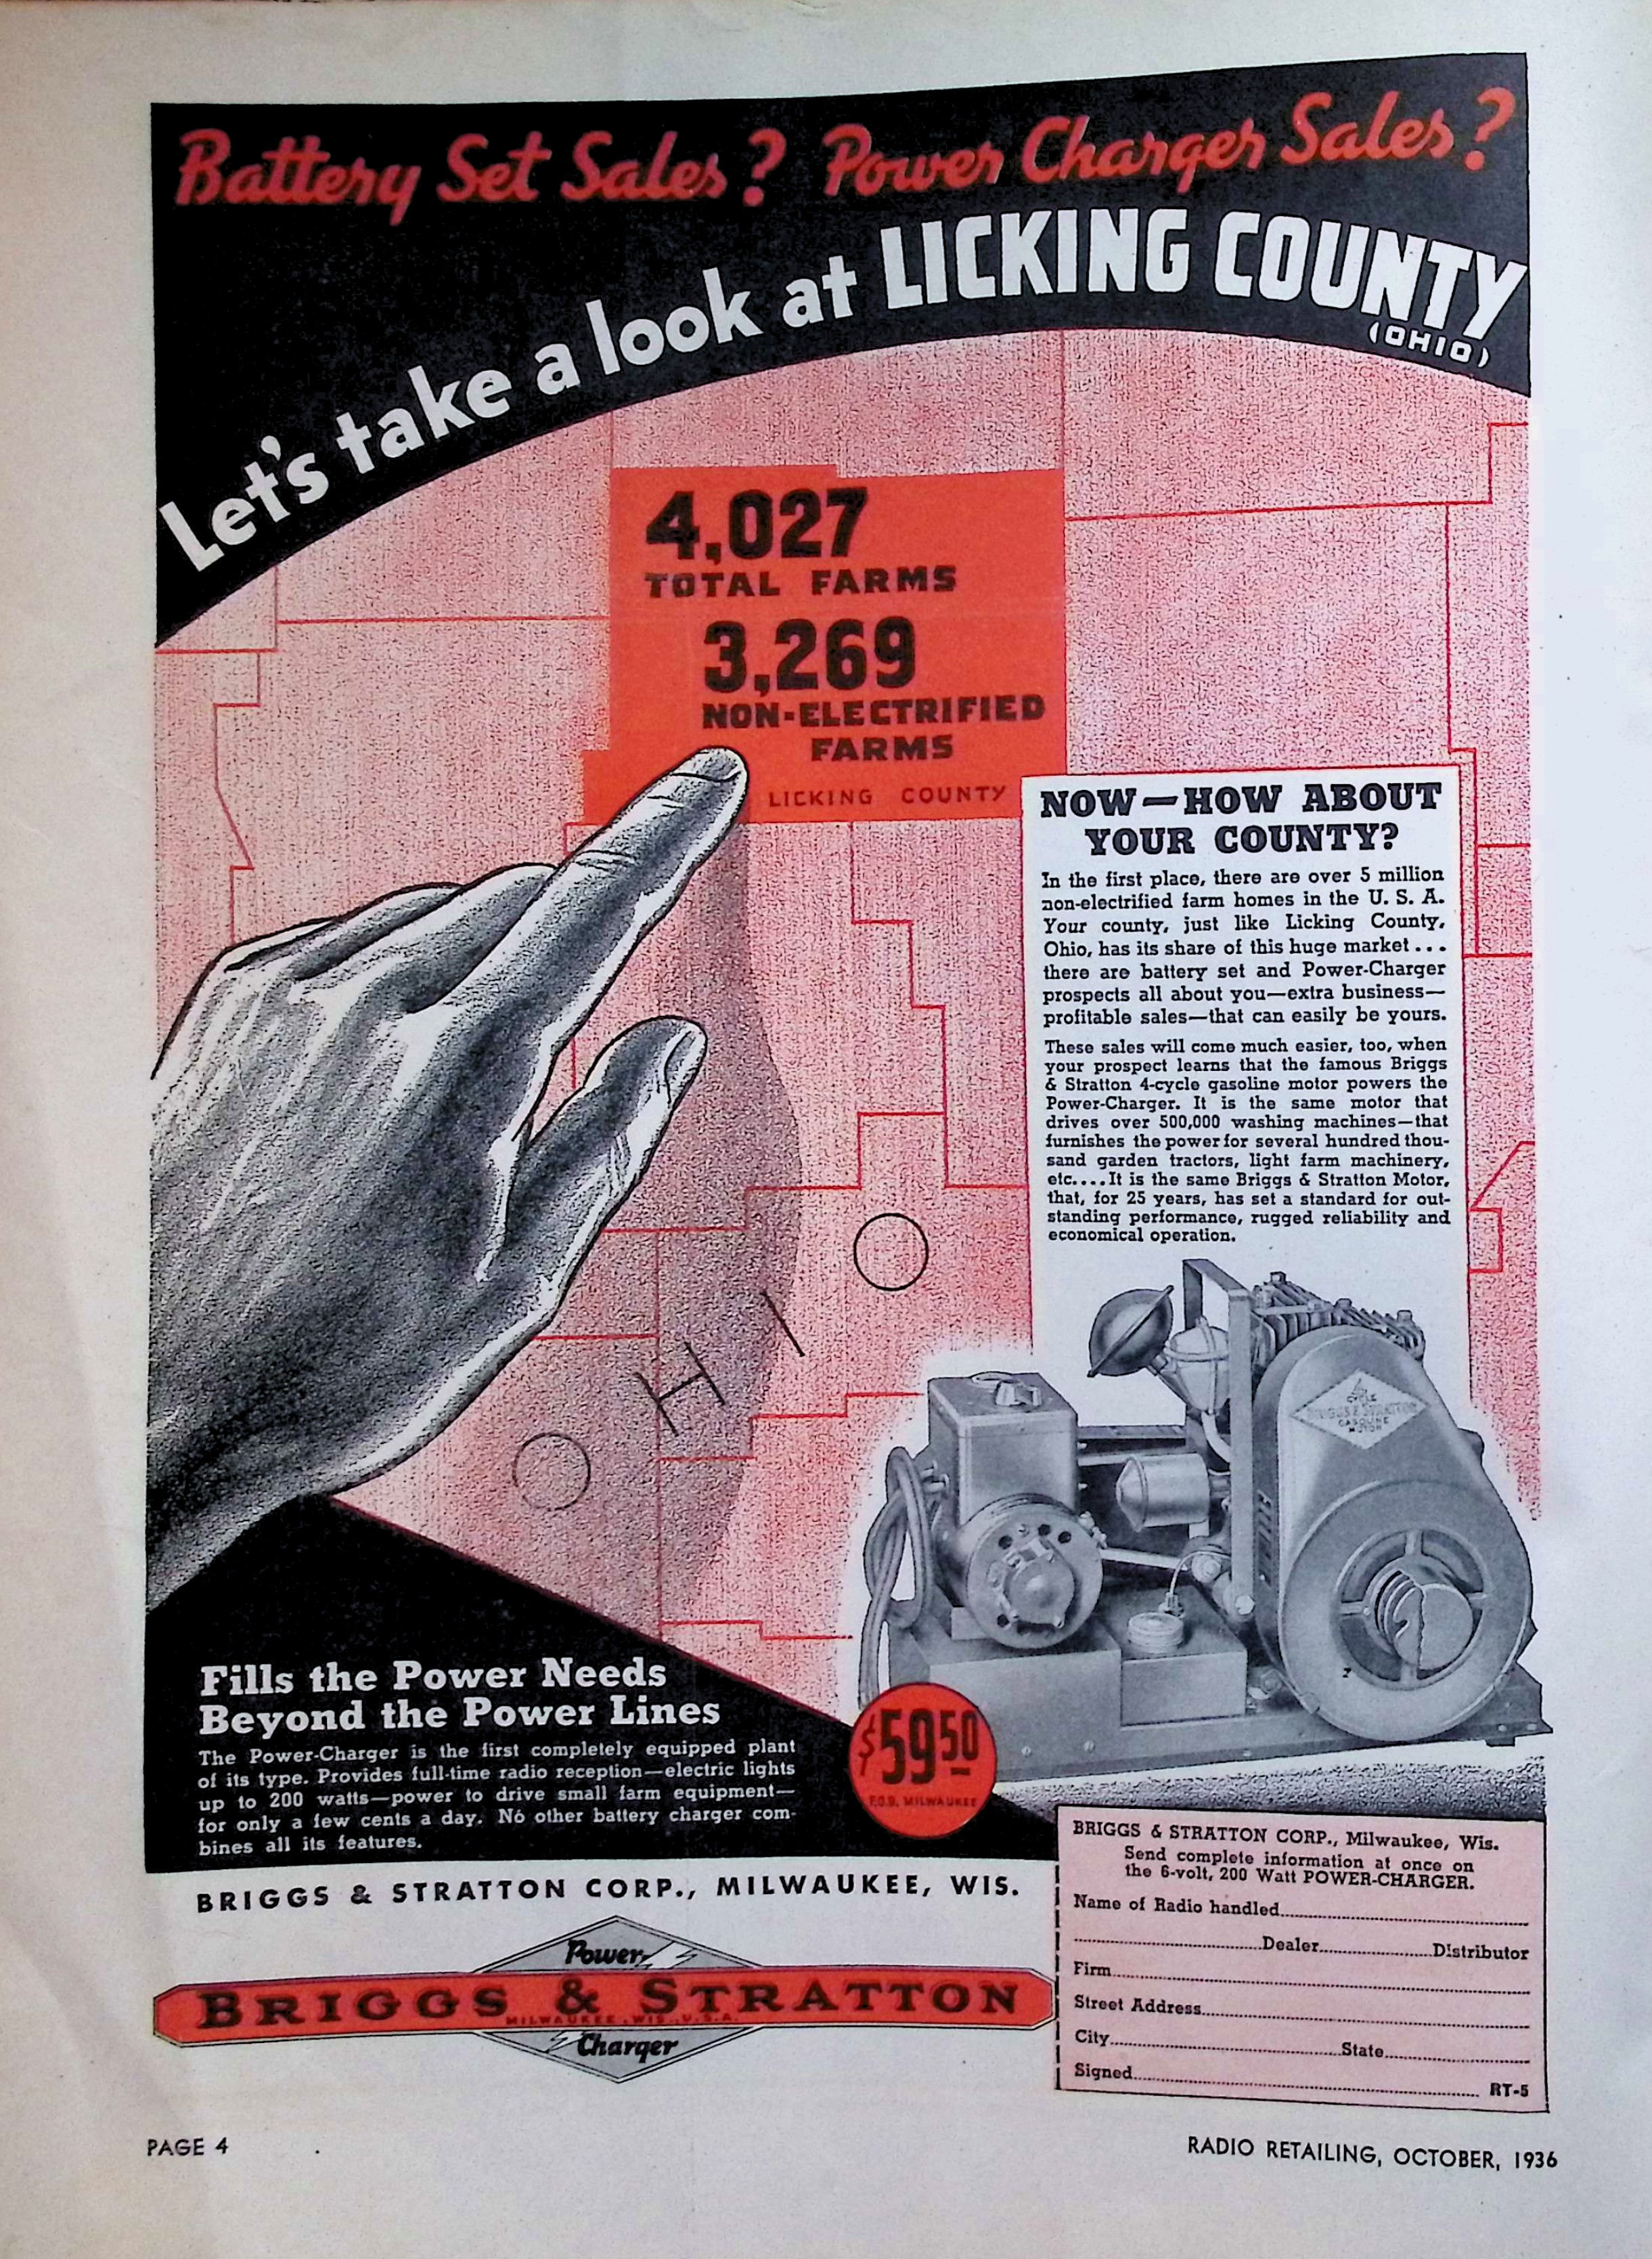 Battery Set Sales? Power Charger Sales?
Let's take a look at LICKING COUNTY
(OHIO)
4,027
TOTAL FARMS
3,269
NON-ELECTRIFIED
FARMS
LICKING COUNTY
NOW—HOW ABOUT
YOUR COUNTY?
In the first place, there are over 5 million
non-electrified farm homes in the U. S. A.
Your county, just like Licking County,
Ohio, has its share of this huge market...
there are battery set and Power-Charger
prospects all about you—extra business—
profitable sales—that can easily be yours.
These sales will come much easier, too, when
your prospect learns that the famous Briggs
& Stratton 4-cycle gasoline motor powers the
Power-Charger. It is the same motor that
drives over 500,000 washing machines—that
furnishes the power for several hundred thou-
sand garden tractors, light farm machinery,
etc....It is the same Briggs & Stratton Motor,
that, for 25 years, has set a standard for out-
standing performance, rugged reliability and
economical operation.
OHIO
CYCLE
BRIGGS & STRATTON
GASOLINE
MOTOR
Fills the Power Needs
Beyond the Power Lines
The Power-Charger is the first completely equipped plant
of its type. Provides full-time radio reception—electric lights
up to 200 watts—power to drive small farm equipment—
for only a few cents a day. No other battery charger com-
bines all its features.
$59.50
F.O.B. MILWAUKEE
BRIGGS & STRATTON CORP., MILWAUKEE, WIS.
Power
BRIGGS & STRATTON
MILWAUKEE, WIS., U.S.A.
Charger
BRIGGS & STRATTON CORP., Milwaukee, Wis.
Send complete information at once on
the 6-volt, 200 Watt POWER-CHARGER.
Name of Radio handled
Dealer Distributor
Firm
Street Address
City State
Signed RT-5
PAGE 4
RADIO RETAILING, OCTOBER, 1936